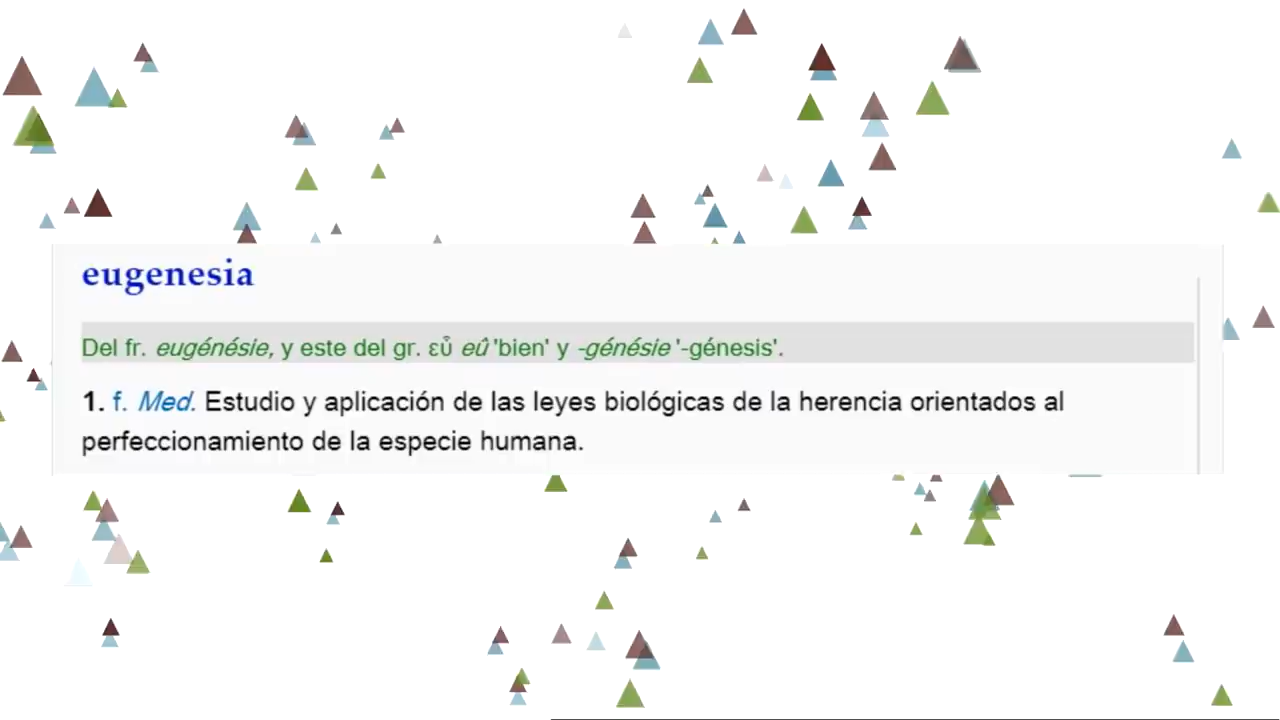 eugenesia
Del fr. eugénésie, y este del gr. εὖ eû 'bien' y -génésie '-génesis'.
1. f. Med. Estudio y aplicación de las leyes biológicas de la herencia orientados al
perfeccionamiento de la especie humana.